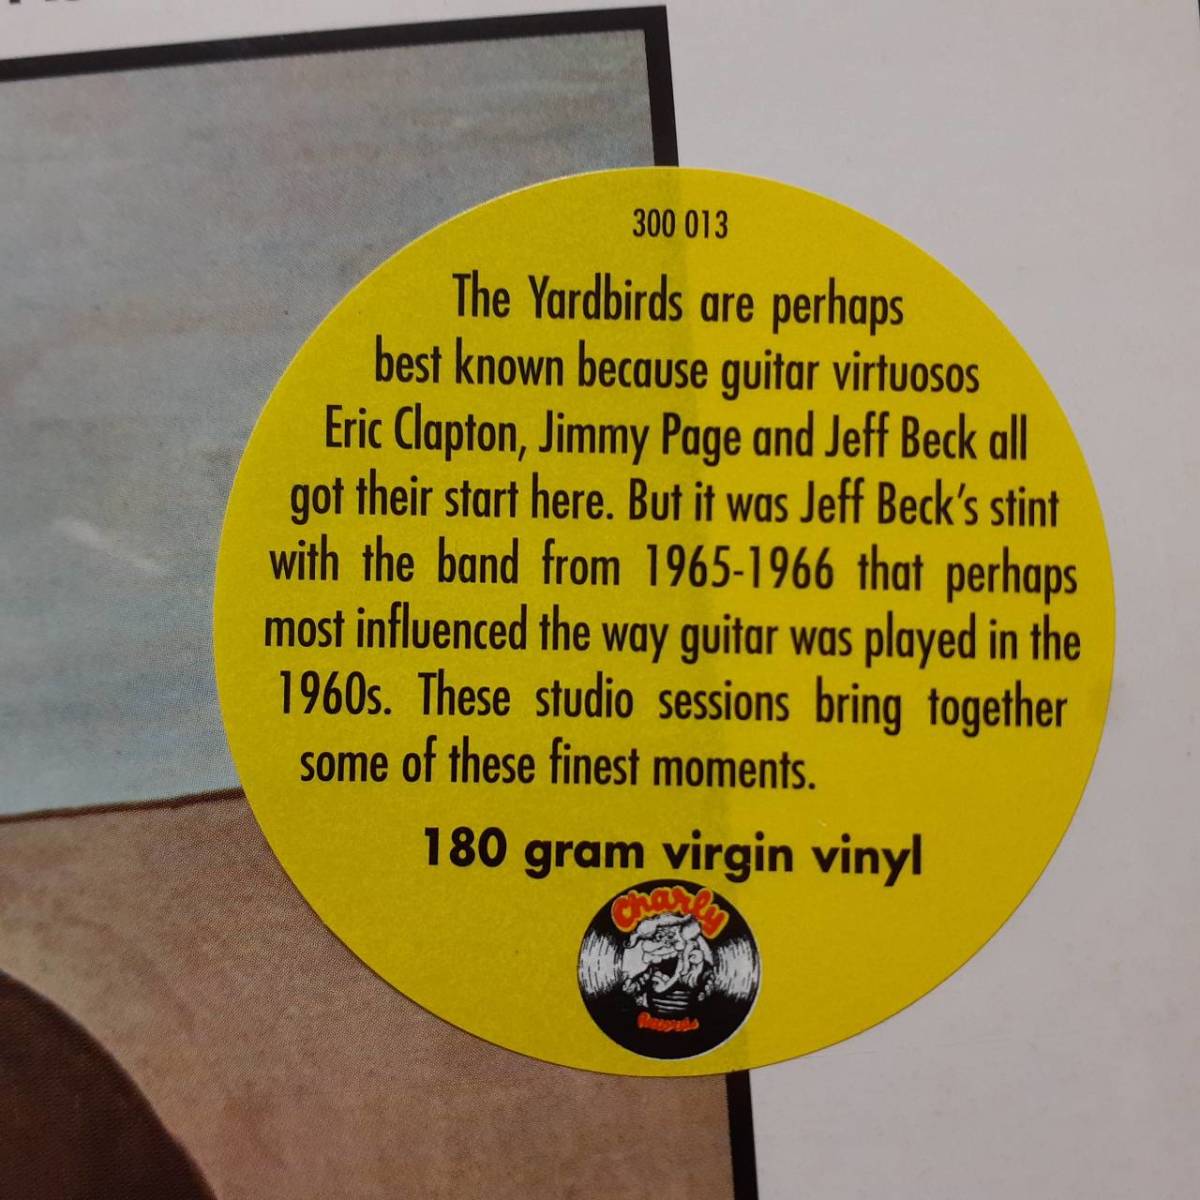 300 013
The Yardbirds are perhaps
best known because guitar virtuosos
Eric Clapton, Jimmy Page and Jeff Beck all
got their start here. But it was Jeff Beck's stint
with the band from 1965-1966 that perhaps
most influenced the way guitar was played in the
1960s. These studio sessions bring together
some of these finest moments.
180 gram virgin vinyl
Charly
Records